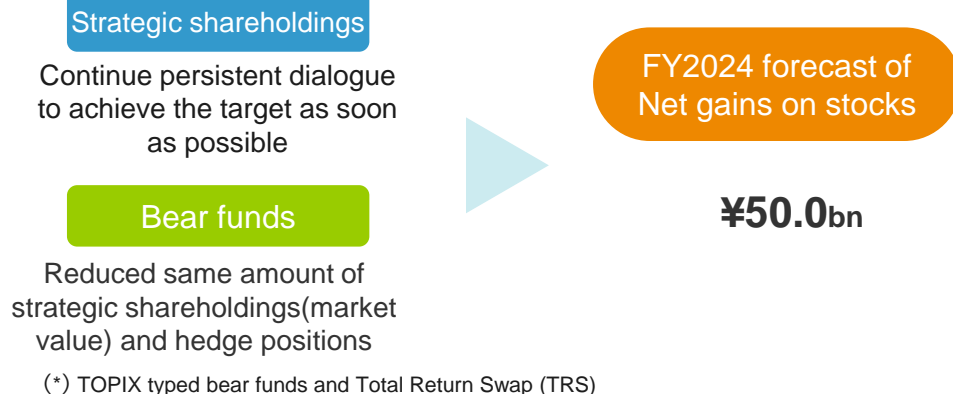 Strategic shareholdings
Continue persistent dialogue
to achieve the target as soon
as possible
Bear funds
Reduced same amount of
strategic shareholdings(market
value) and hedge positions
(*) TOPIX typed bear funds and Total Return Swap (TRS)
FY2024 forecast of
Net gains on stocks
¥50.0bn